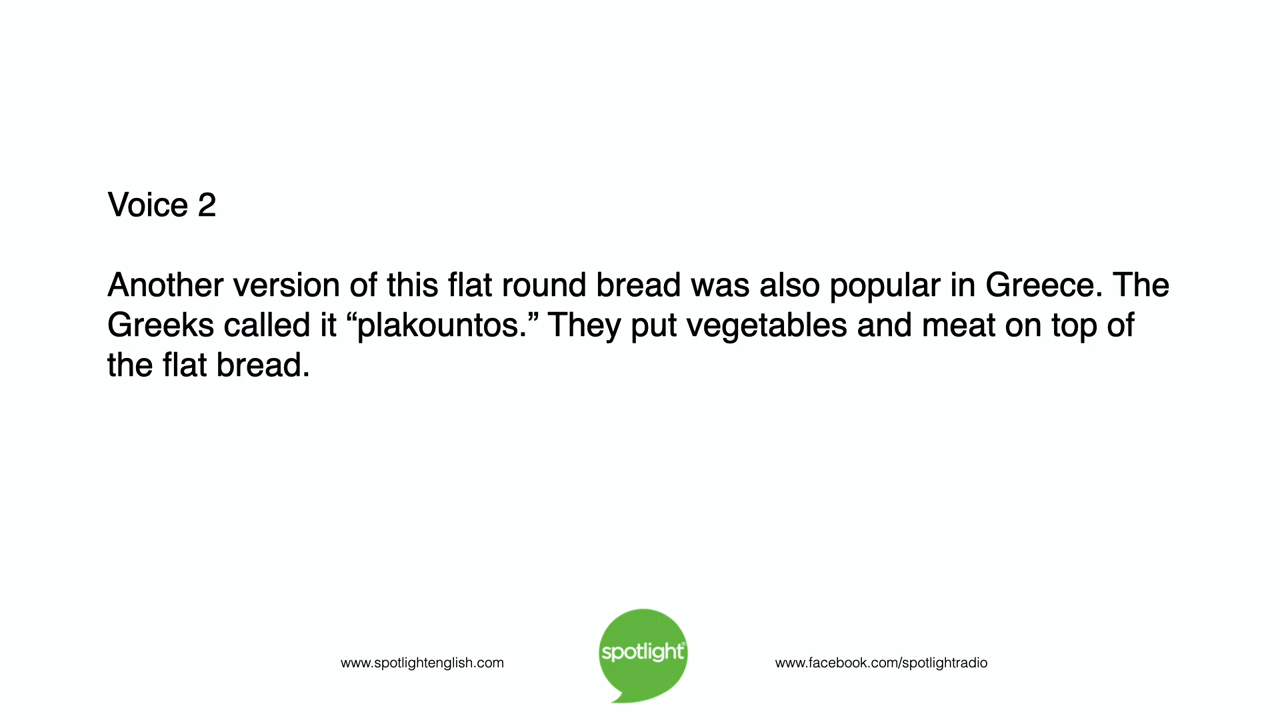 Voice 2
Another version of this flat round bread was also popular in Greece. The
Greeks called it “plakountos.” They put vegetables and meat on top of
the flat bread.
www.spotlightenglish.com
spotlight®
www.facebook.com/spotlightradio